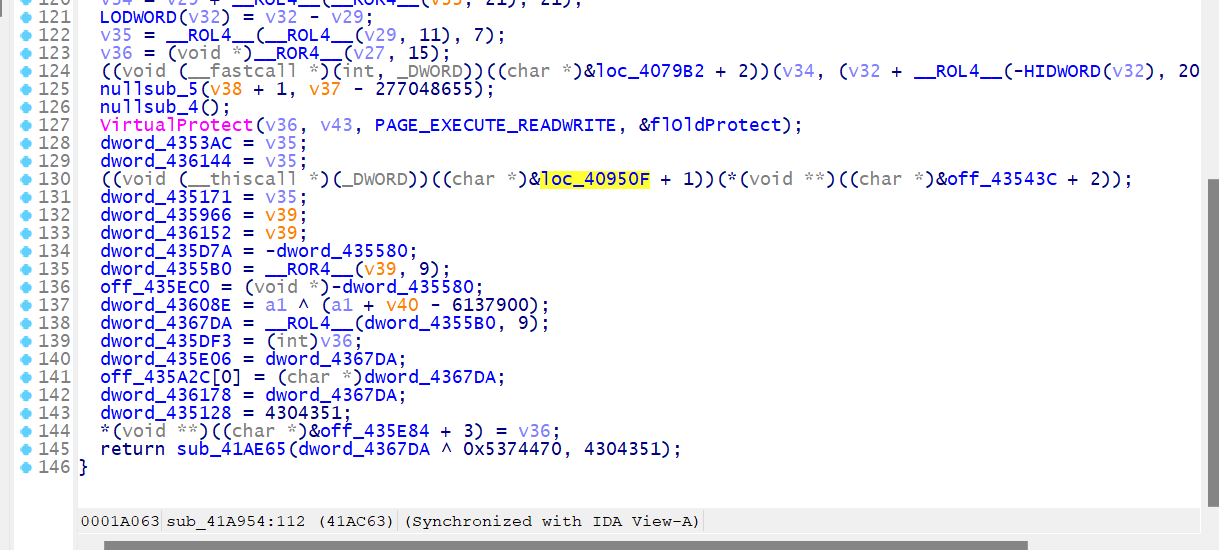 121 LODWORD(v32) = v32 - v29;
122 v35 = __ROL4__(__ROL4__(v29, 11), 7);
123 v36 = (void *)__ROR4__(v27, 15);
124 ((void (__fastcall *)(int, _DWORD))((char *)&loc_4079B2 + 2))(v34, (v32 + __ROL4__(-HIDWORD(v32), 20
125 nullsub_5(v38 + 1, v37 - 277048655);
126 nullsub_4();
127 VirtualProtect(v36, v43, PAGE_EXECUTE_READWRITE, &flOldProtect);
128 dword_4353AC = v35;
129 dword_436144 = v35;
130 ((void (__thiscall *)(_DWORD))((char *)&loc_40950F + 1))(*(void **)((char *)&off_43543C + 2));
131 dword_435171 = v35;
132 dword_435966 = v39;
133 dword_436152 = v39;
134 dword_435D7A = -dword_435580;
135 dword_4355B0 = __ROR4__(v39, 9);
136 off_435EC0 = (void *)-dword_435580;
137 dword_43608E = a1 ^ (a1 + v40 - 6137900);
138 dword_4367DA = __ROL4__(dword_4355B0, 9);
139 dword_435DF3 = (int)v36;
140 dword_435E06 = dword_4367DA;
141 off_435A2C[0] = (char *)dword_4367DA;
142 dword_436178 = dword_4367DA;
143 dword_435128 = 4304351;
144 *(void **)((char *)&off_435E84 + 3) = v36;
145 return sub_41AE65(dword_4367DA ^ 0x5374470, 4304351);
146 }
0001A063 sub_41A954:112 (41AC63) (Synchronized with IDA View-A)